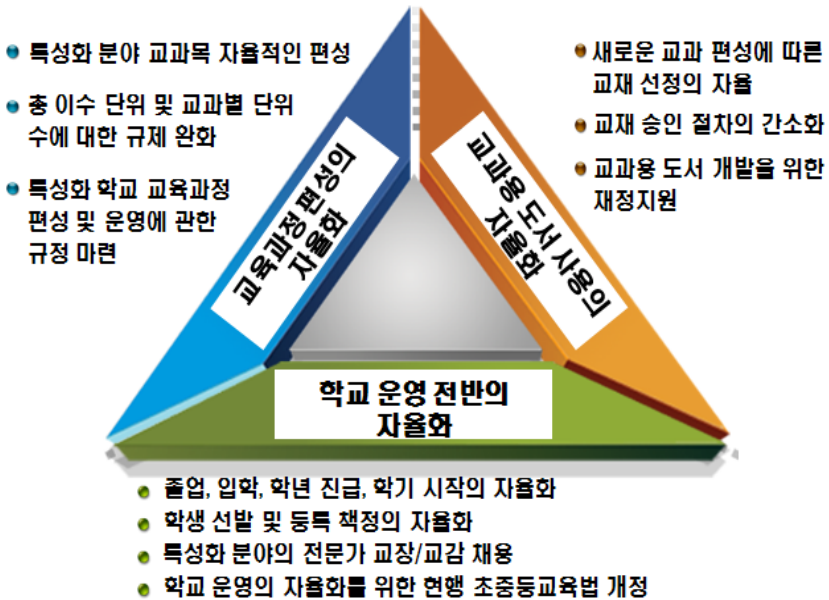 특성화 분야 교과목 자율적인 편성
총 이수 단위 및 교과별 단위
수에 대한 규제 완화
특성화 학교 교육과정
편성 및 운영에 관한
규정 마련
새로운 교과 편성에 따른
교재 선정의 자율
교재 승인 절차의 간소화
교과용 도서 개발을 위한
재정지원
교육과정 편성의
자율화
교과용 도서 사용의
자율화
학교 운영 전반의
자율화
졸업, 입학, 학년 진급, 학기 시작의 자율화
학생 선발 및 등록 책정의 자율화
특성화 분야의 전문가 교장/교감 채용
학교 운영의 자율화를 위한 현행 초중등교육법 개정